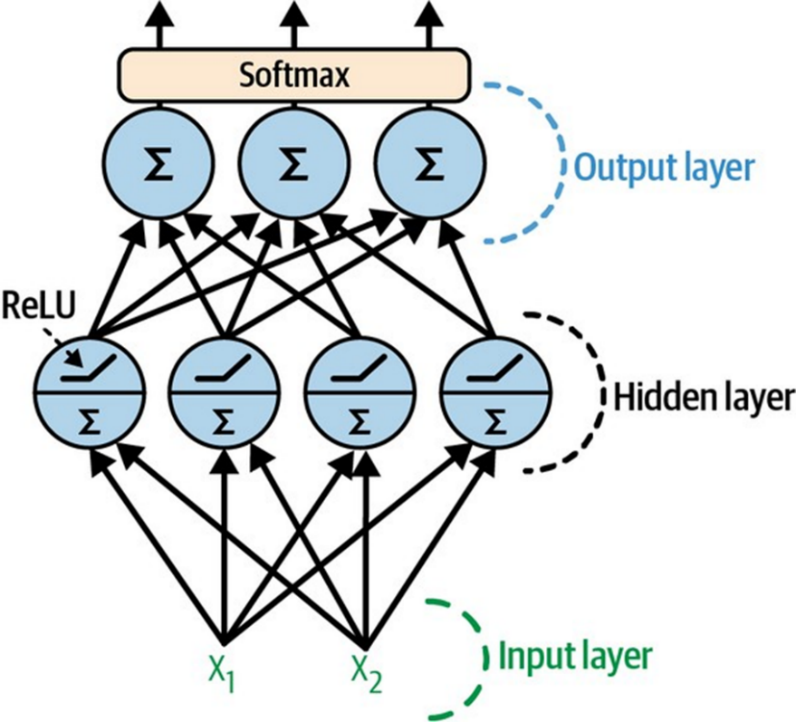 Softmax
Σ Σ Σ
Output layer
ReLU
Σ Σ Σ Σ
Hidden layer
X₁ X₂
Input layer